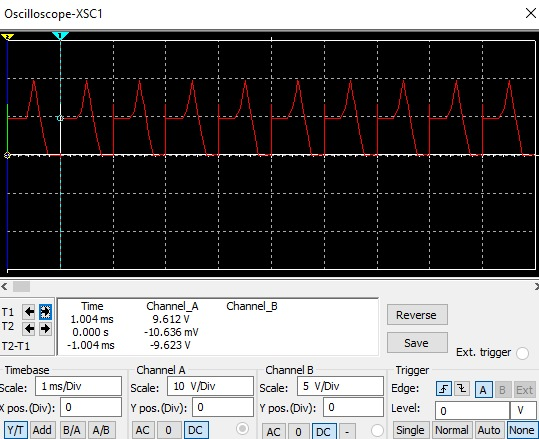 Oscilloscope-XSC1
2 1
T1
T2
T2-T1
Time Channel_A Channel_B
1.004 ms 9.612 V
0.000 s -10.636 mV
-1.004 ms -9.623 V
Reverse
Save
Ext. trigger
Timebase
Scale: 1 ms/Div
X pos.(Div): 0
Y/T Add B/A A/B
Channel A
Scale: 10 V/Div
Y pos.(Div): 0
AC 0 DC
Channel B
Scale: 5 V/Div
Y pos.(Div): 0
AC 0 DC -
Trigger
Edge: A B Ext
Level: 0 V
Single Normal Auto None